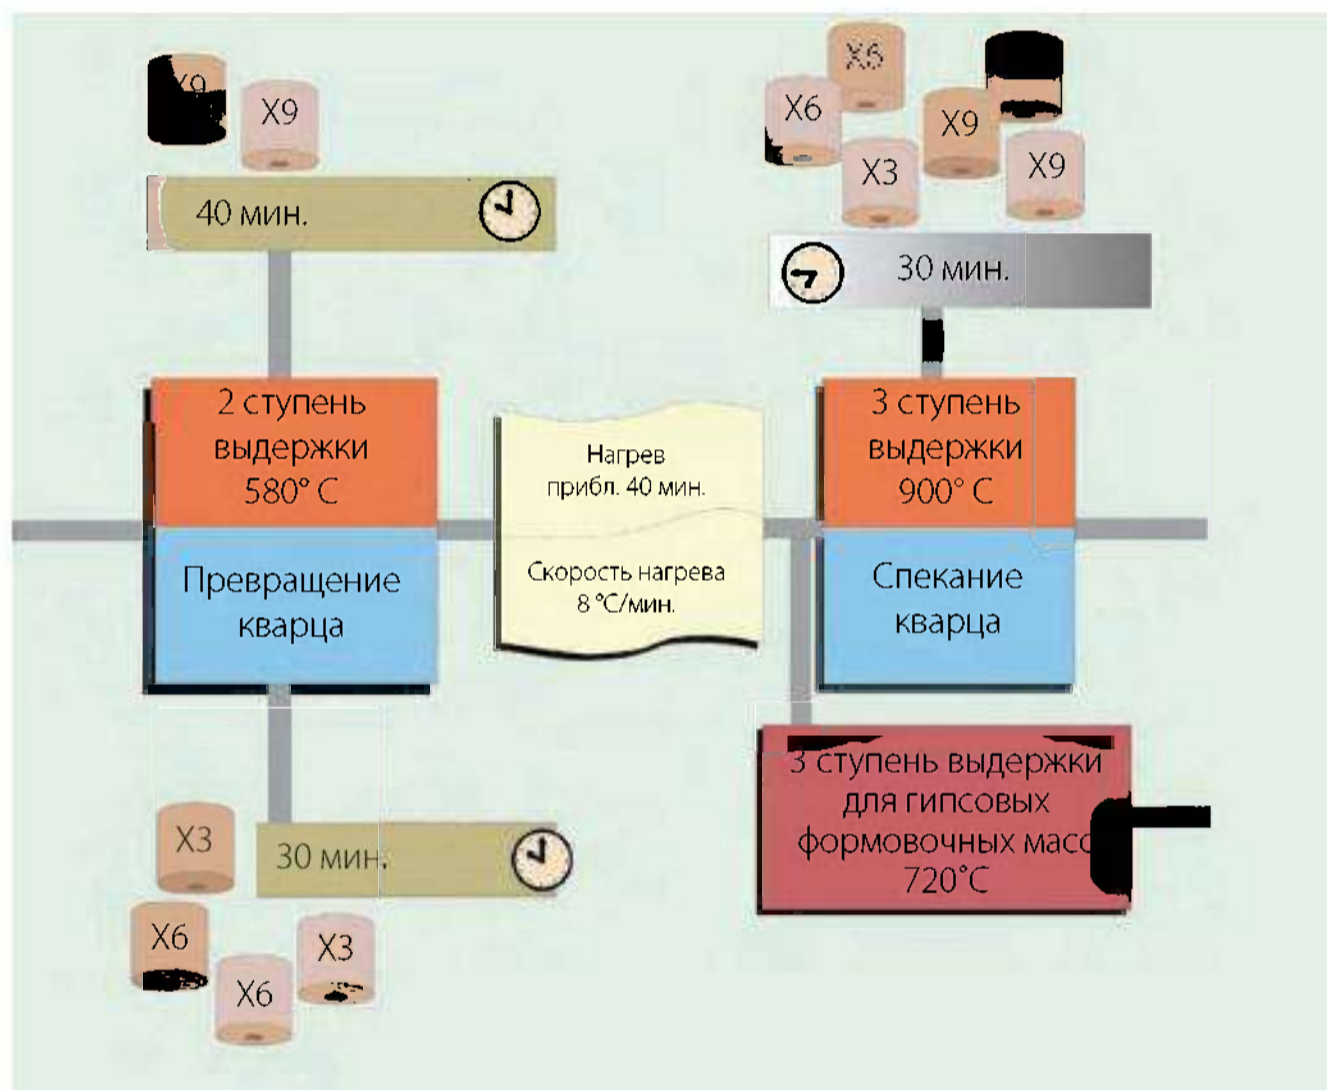 X9
X9
40 мин.
X6
X6
X9
X3
X9
30 мин.
2 ступень
выдержки
580° C
Превращение
кварца
Нагрев
прибл. 40 мин.
Скорость нагрева
8 °С/мин.
3 ступень
выдержки
900° C
Спекание
кварца
3 ступень выдержки
для гипсовых
формовочных масс
720°C
X3
30 мин.
X6
X3
X6